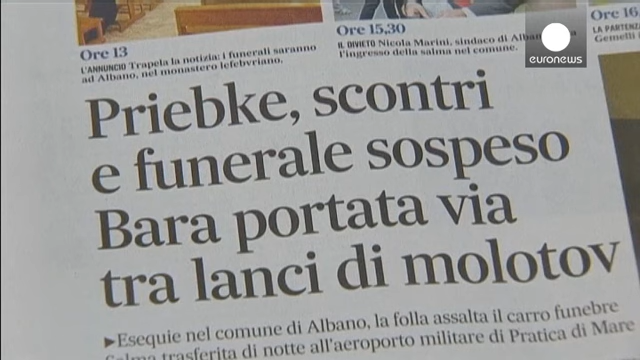 Ore 13
L'ANNUNCIO Trapela la notizia: i funerali saranno
ad Albano, nel monastero lefebvriano.
Ore 15,30
IL DIVIETO Nicola Marini, sindaco di Alban
l'ingresso della salma nel comune.
Ore 16,
LA PARTENZA
Gemelli
euronews
Priebke, scontri
e funerale sospeso
Bara portata via
tra lanci di molotov
▶Esequie nel comune di Albano, la folla assalta il carro funebre
Salma trasferita di notte all'aeroporto militare di Pratica di Mare